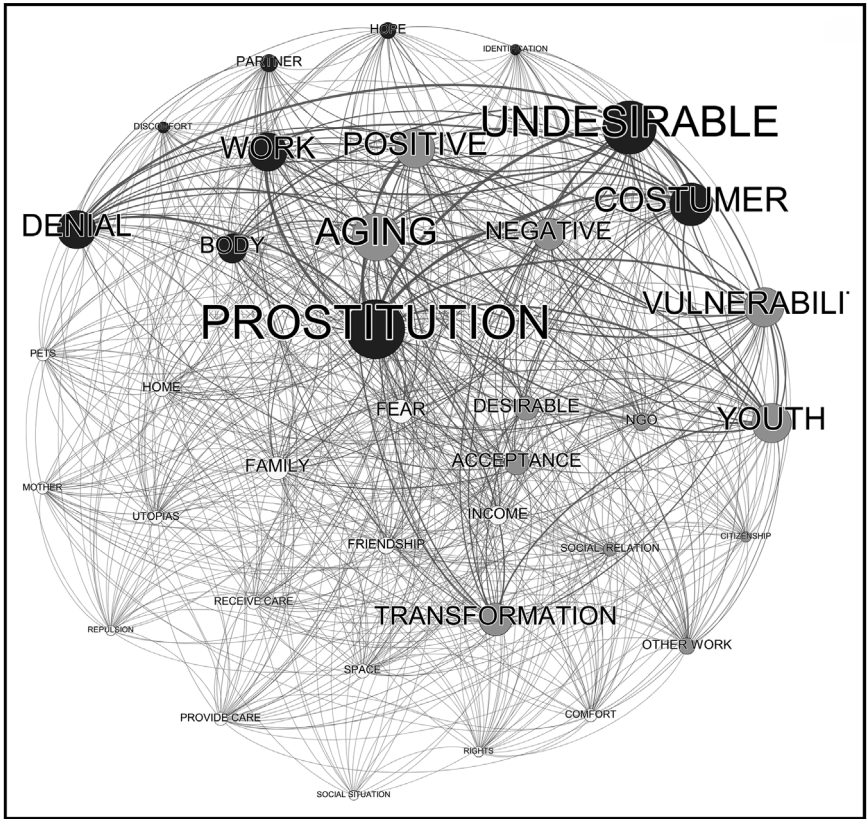 HOPE
IDENTIFICATION
PARTNER
DISCOMFORT
UNDESIRABLE
WORK
POSITIVE
COSTUMER
DENIAL
BODY
AGING
NEGATIVE
VULNERABILI
PROSTITUTION
PETS
HOME
FEAR
DESIRABLE
NGO
YOUTH
FAMILY
ACCEPTANCE
MOTHER
UTOPIAS
INCOME
FRIENDSHIP
SOCIAL RELATION
CITIZENSHIP
RECEIVE CARE
TRANSFORMATION
REPULSION
OTHER WORK
SPACE
PROVIDE CARE
COMFORT
RIGHTS
SOCIAL SITUATION